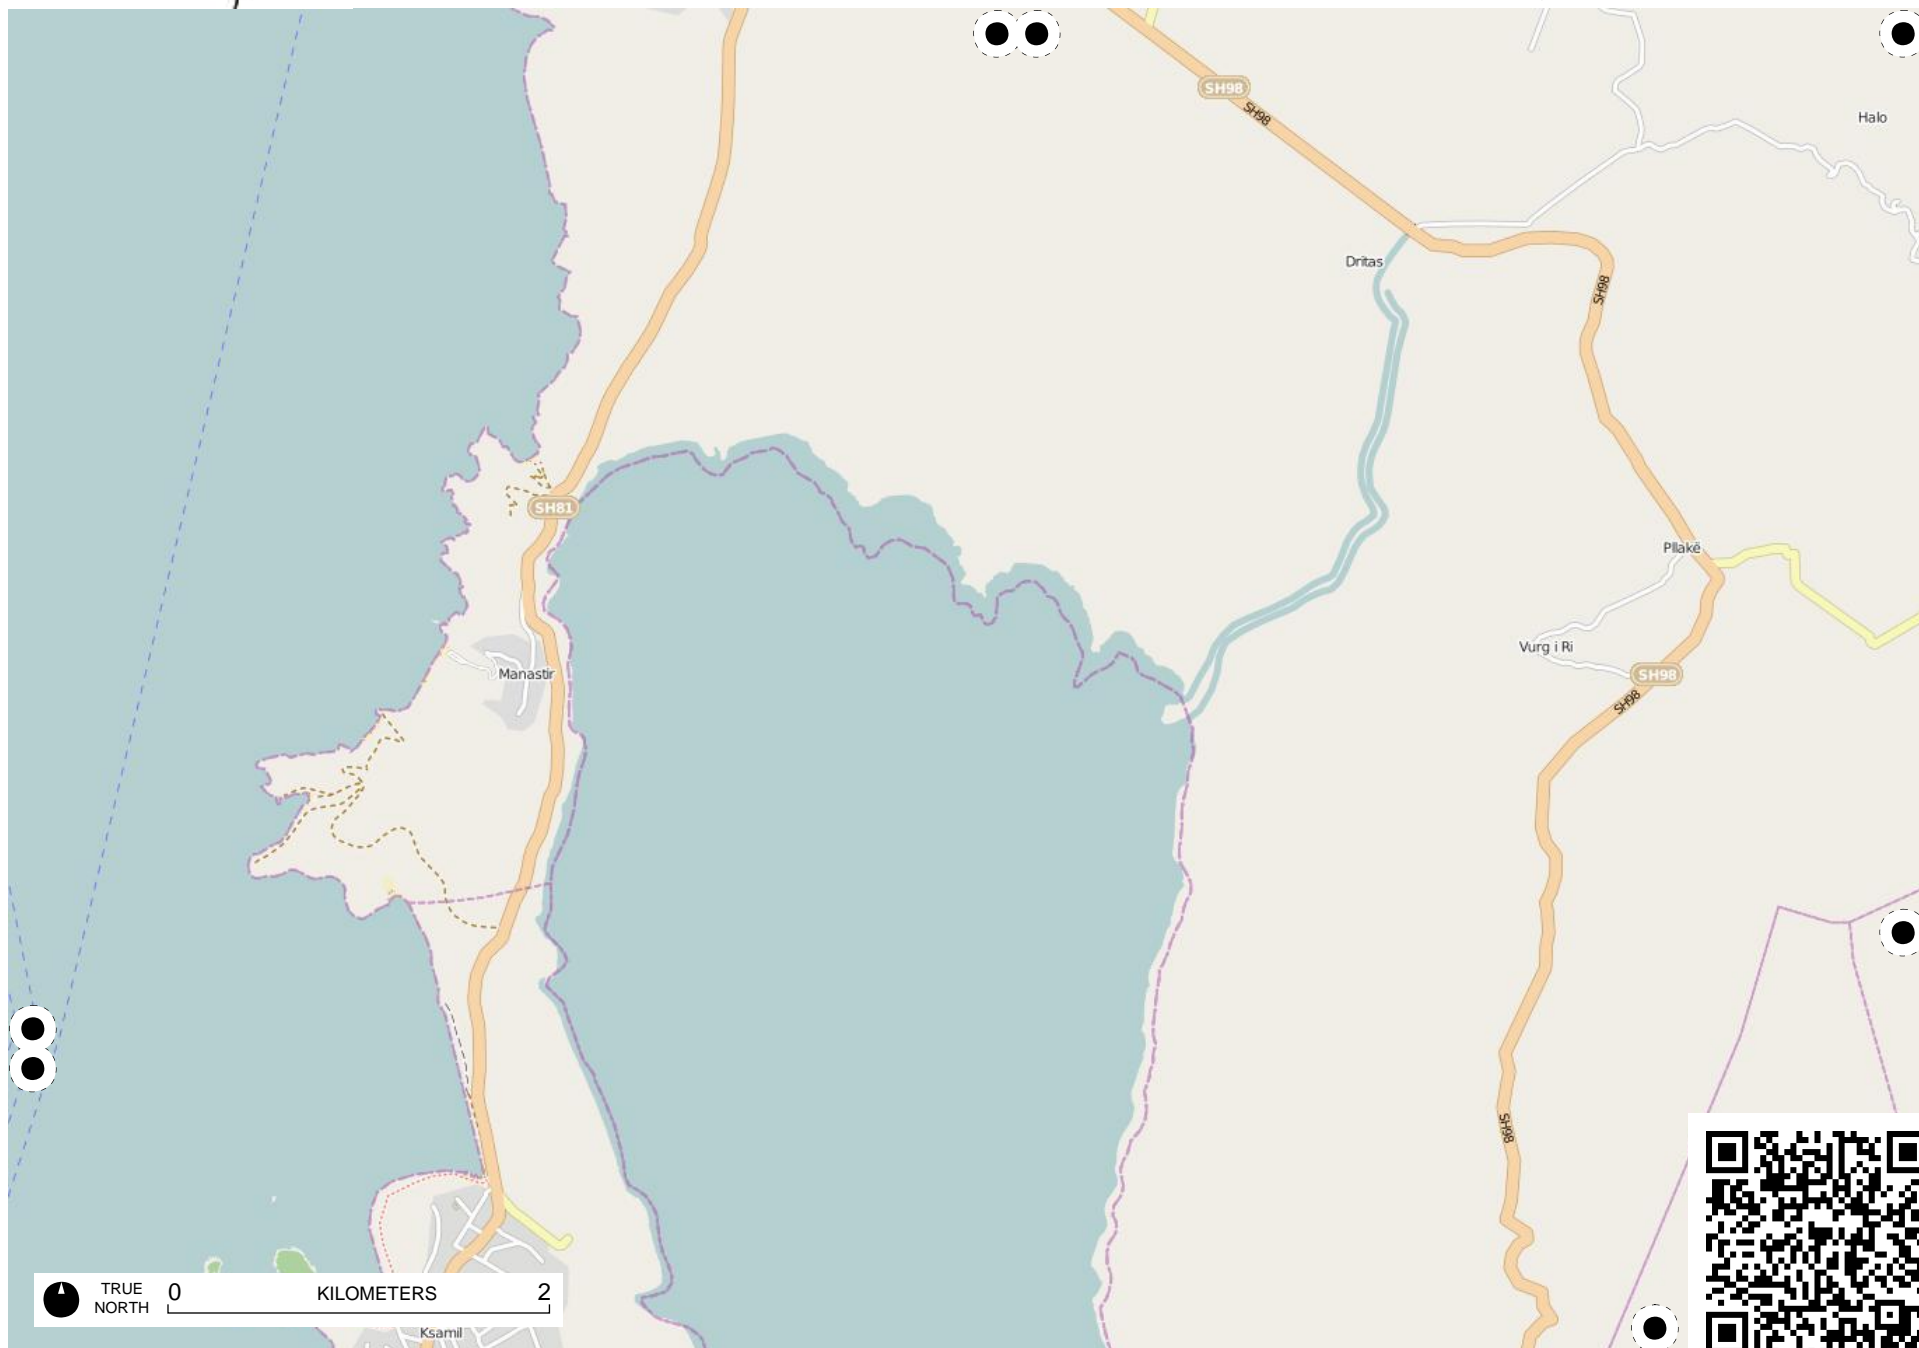 SH98
SH98
Halo
Dritas
SH98
SH81
Pllakë
Vurg i Ri
Manastir
SH98
SH98
SH98
TRUE
NORTH
0 KILOMETERS 2
Ksamil